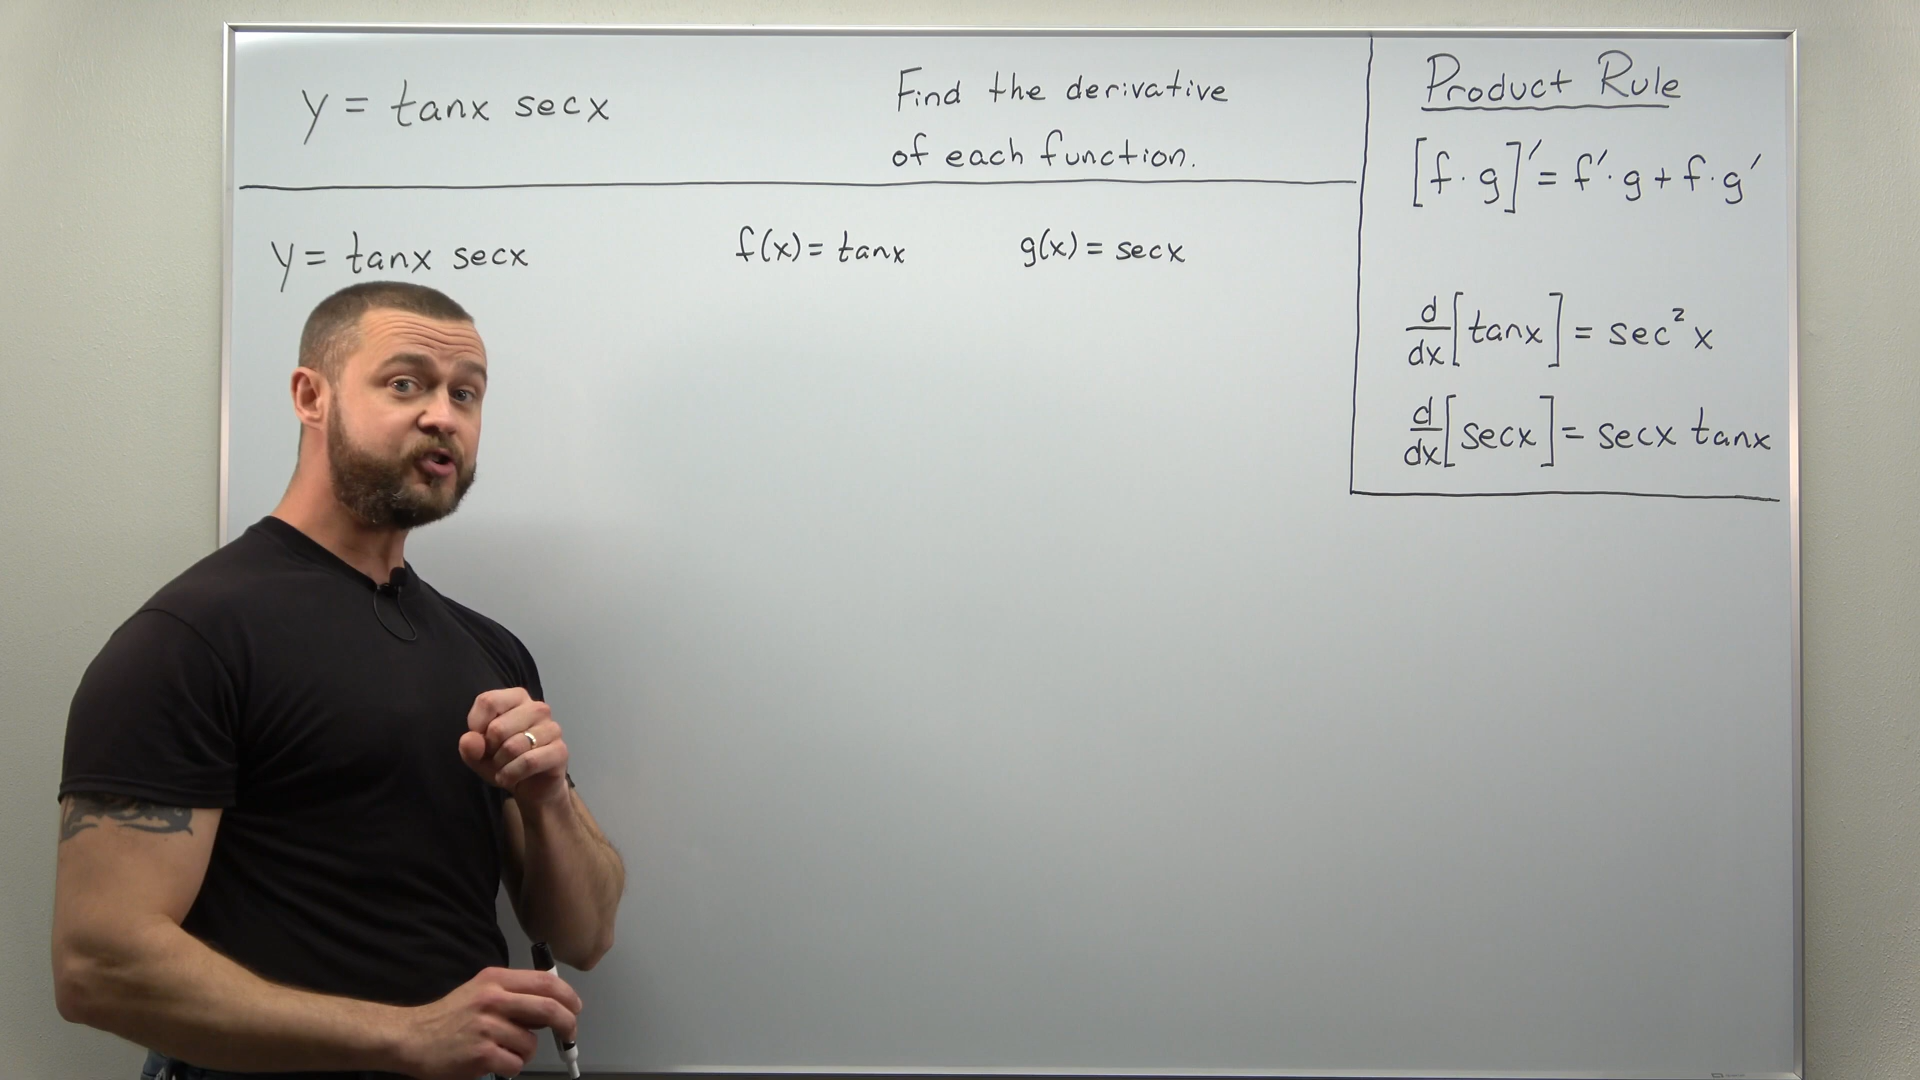 y = tanx secx
Find the derivative
of each function.
y = tanx secx
f(x) = tanx
g(x) = secx
Product Rule
[f · g]′ = f′ · g + f · g′
d/dx [tanx] = sec² x
d/dx [secx] = secx tanx